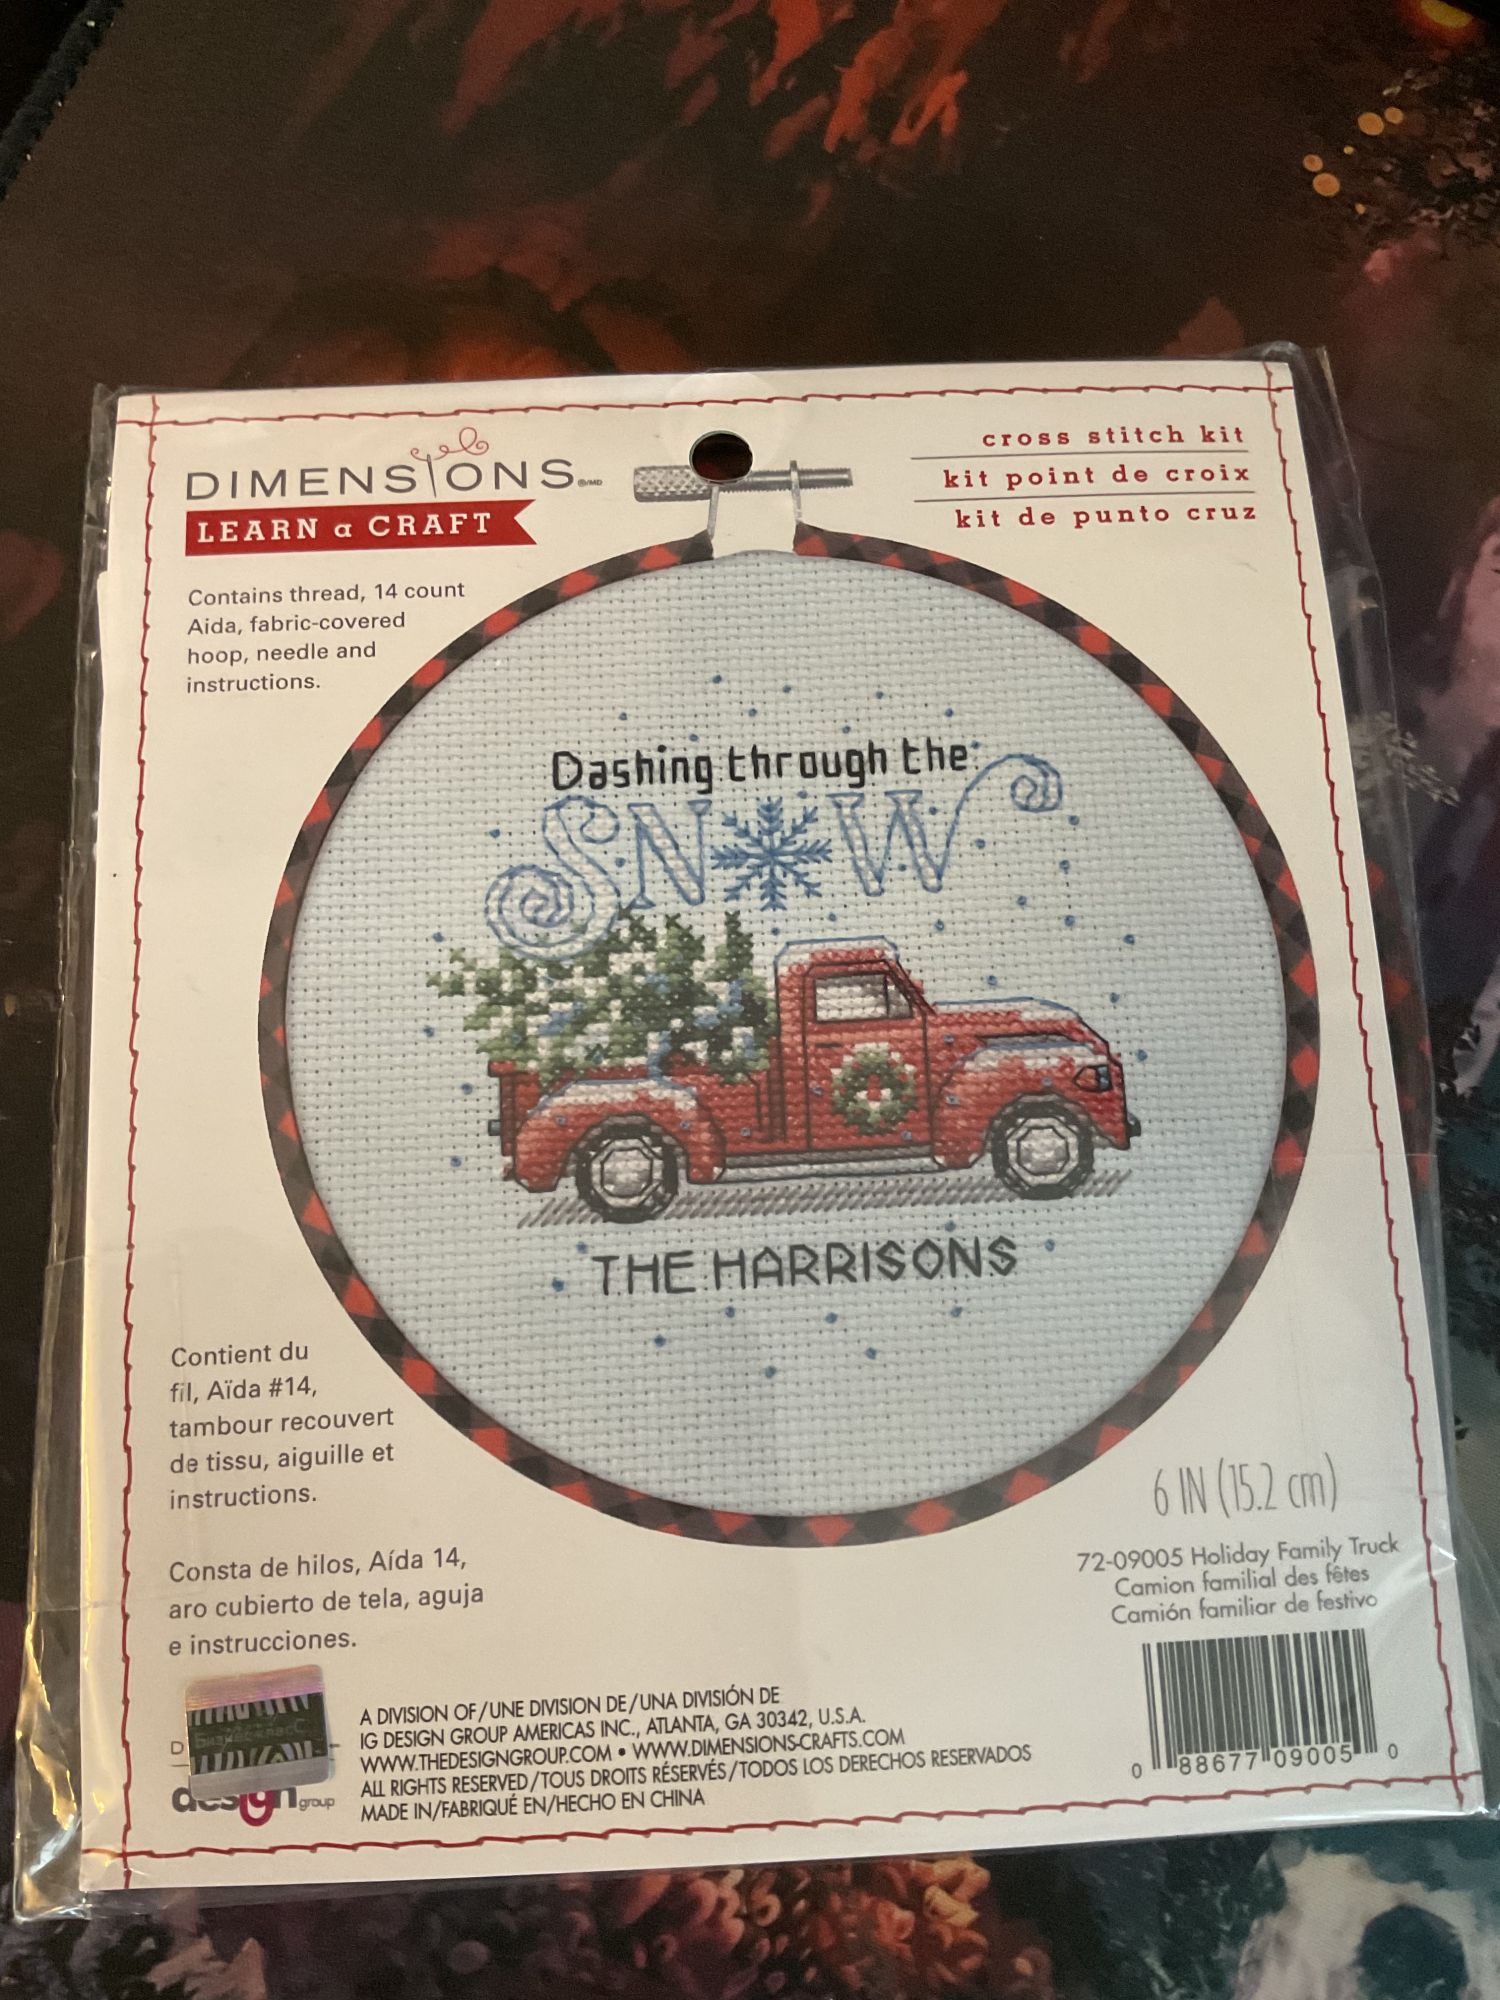 DIMENSIONS®/MD
LEARN a CRAFT
cross stitch kit
kit point de croix
kit de punto cruz
Contains thread, 14 count
Aida, fabric-covered
hoop, needle and
instructions.
Dashing through the
SNOW
THE HARRISONS
Contient du
fil, Aïda #14,
tambour recouvert
de tissu, aiguille et
instructions.
Consta de hilos, Aída 14,
aro cubierto de tela, aguja
e instrucciones.
6 IN (15.2 cm)
72-09005 Holiday Family Truck
Camion familial des fêtes
Camión familiar de festivo
0 88677 09005 0
design group
A DIVISION OF/UNE DIVISION DE/UNA DIVISIÓN DE
IG DESIGN GROUP AMERICAS INC., ATLANTA, GA 30342, U.S.A.
WWW.THEDESIGNGROUP.COM • WWW.DIMENSIONS-CRAFTS.COM
ALL RIGHTS RESERVED/TOUS DROITS RÉSERVÉS/TODOS LOS DERECHOS RESERVADOS
MADE IN/FABRIQUÉ EN/HECHO EN CHINA